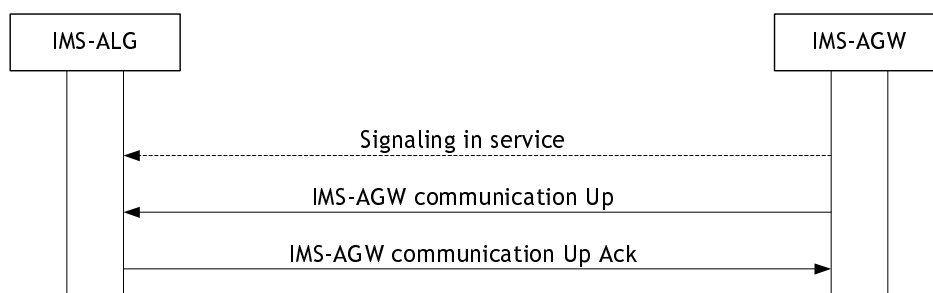 IMS-ALG
IMS-AGW
Signaling in service
IMS-AGW communication Up
IMS-AGW communication Up Ack